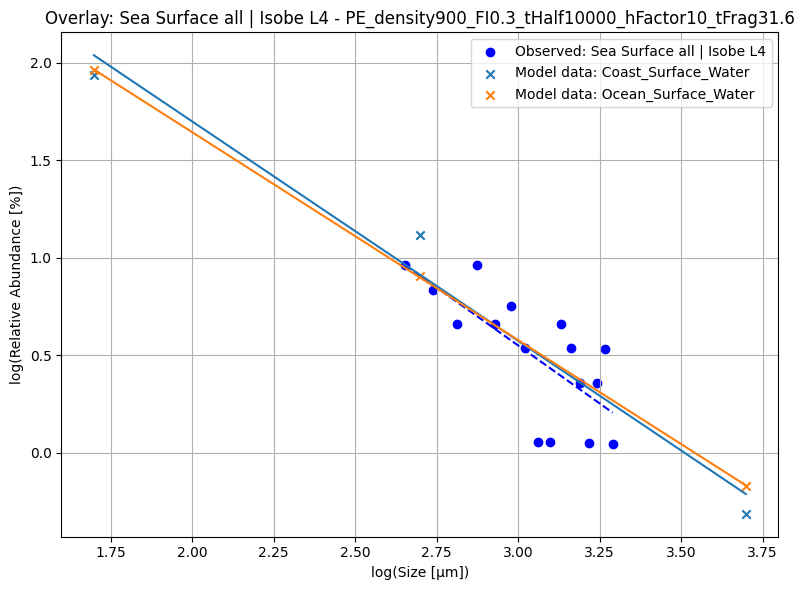 Overlay: Sea Surface all | Isobe L4 - PE_density900_FI0.3_tHalf10000_hFactor10_tFrag31.6
Observed: Sea Surface all | Isobe L4
Model data: Coast_Surface_Water
Model data: Ocean_Surface_Water
log(Relative Abundance [%])
2.0
1.5
1.0
0.5
0.0
1.75 2.00 2.25 2.50 2.75 3.00 3.25 3.50 3.75
log(Size [μm])